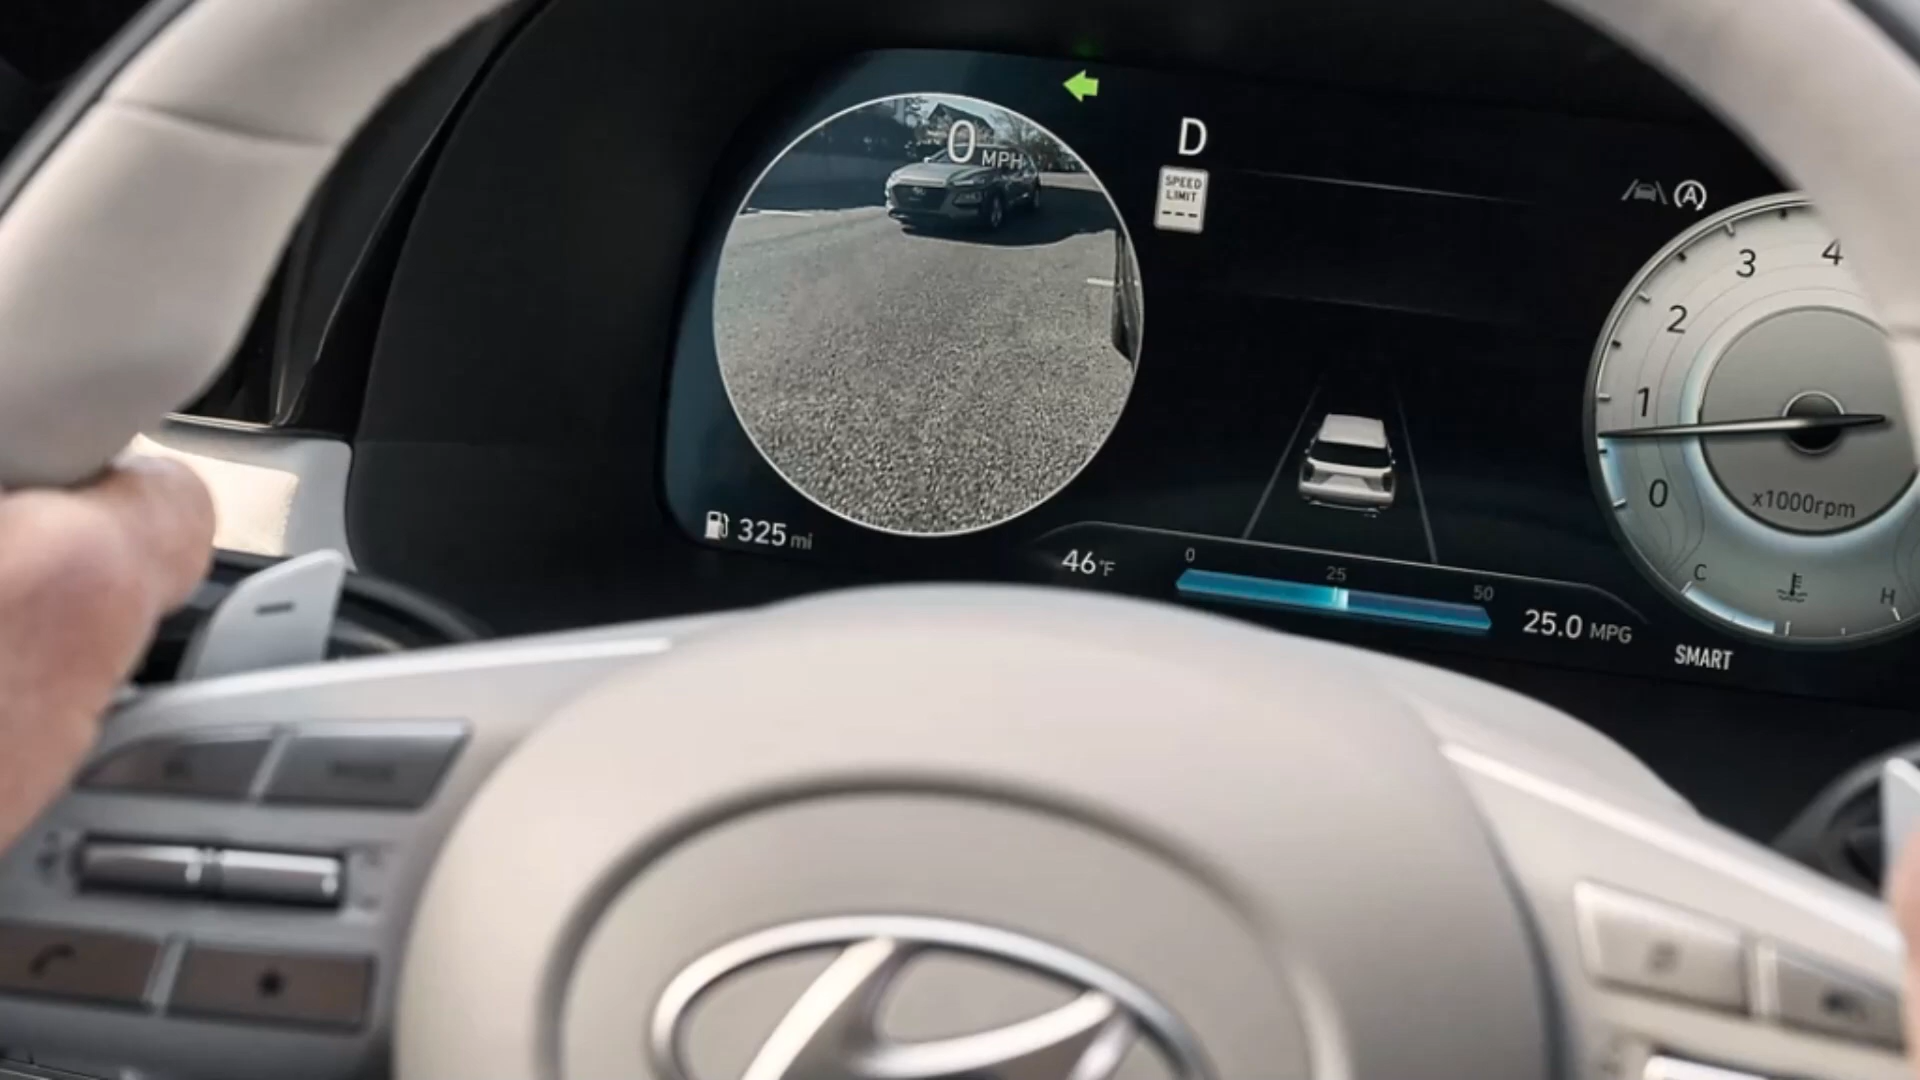 0 MPH
D
SPEED
LIMIT
---
3
4
2
1
0
x1000rpm
C
H
325 mi
46°F
0
25
50
25.0 MPG
SMART
A